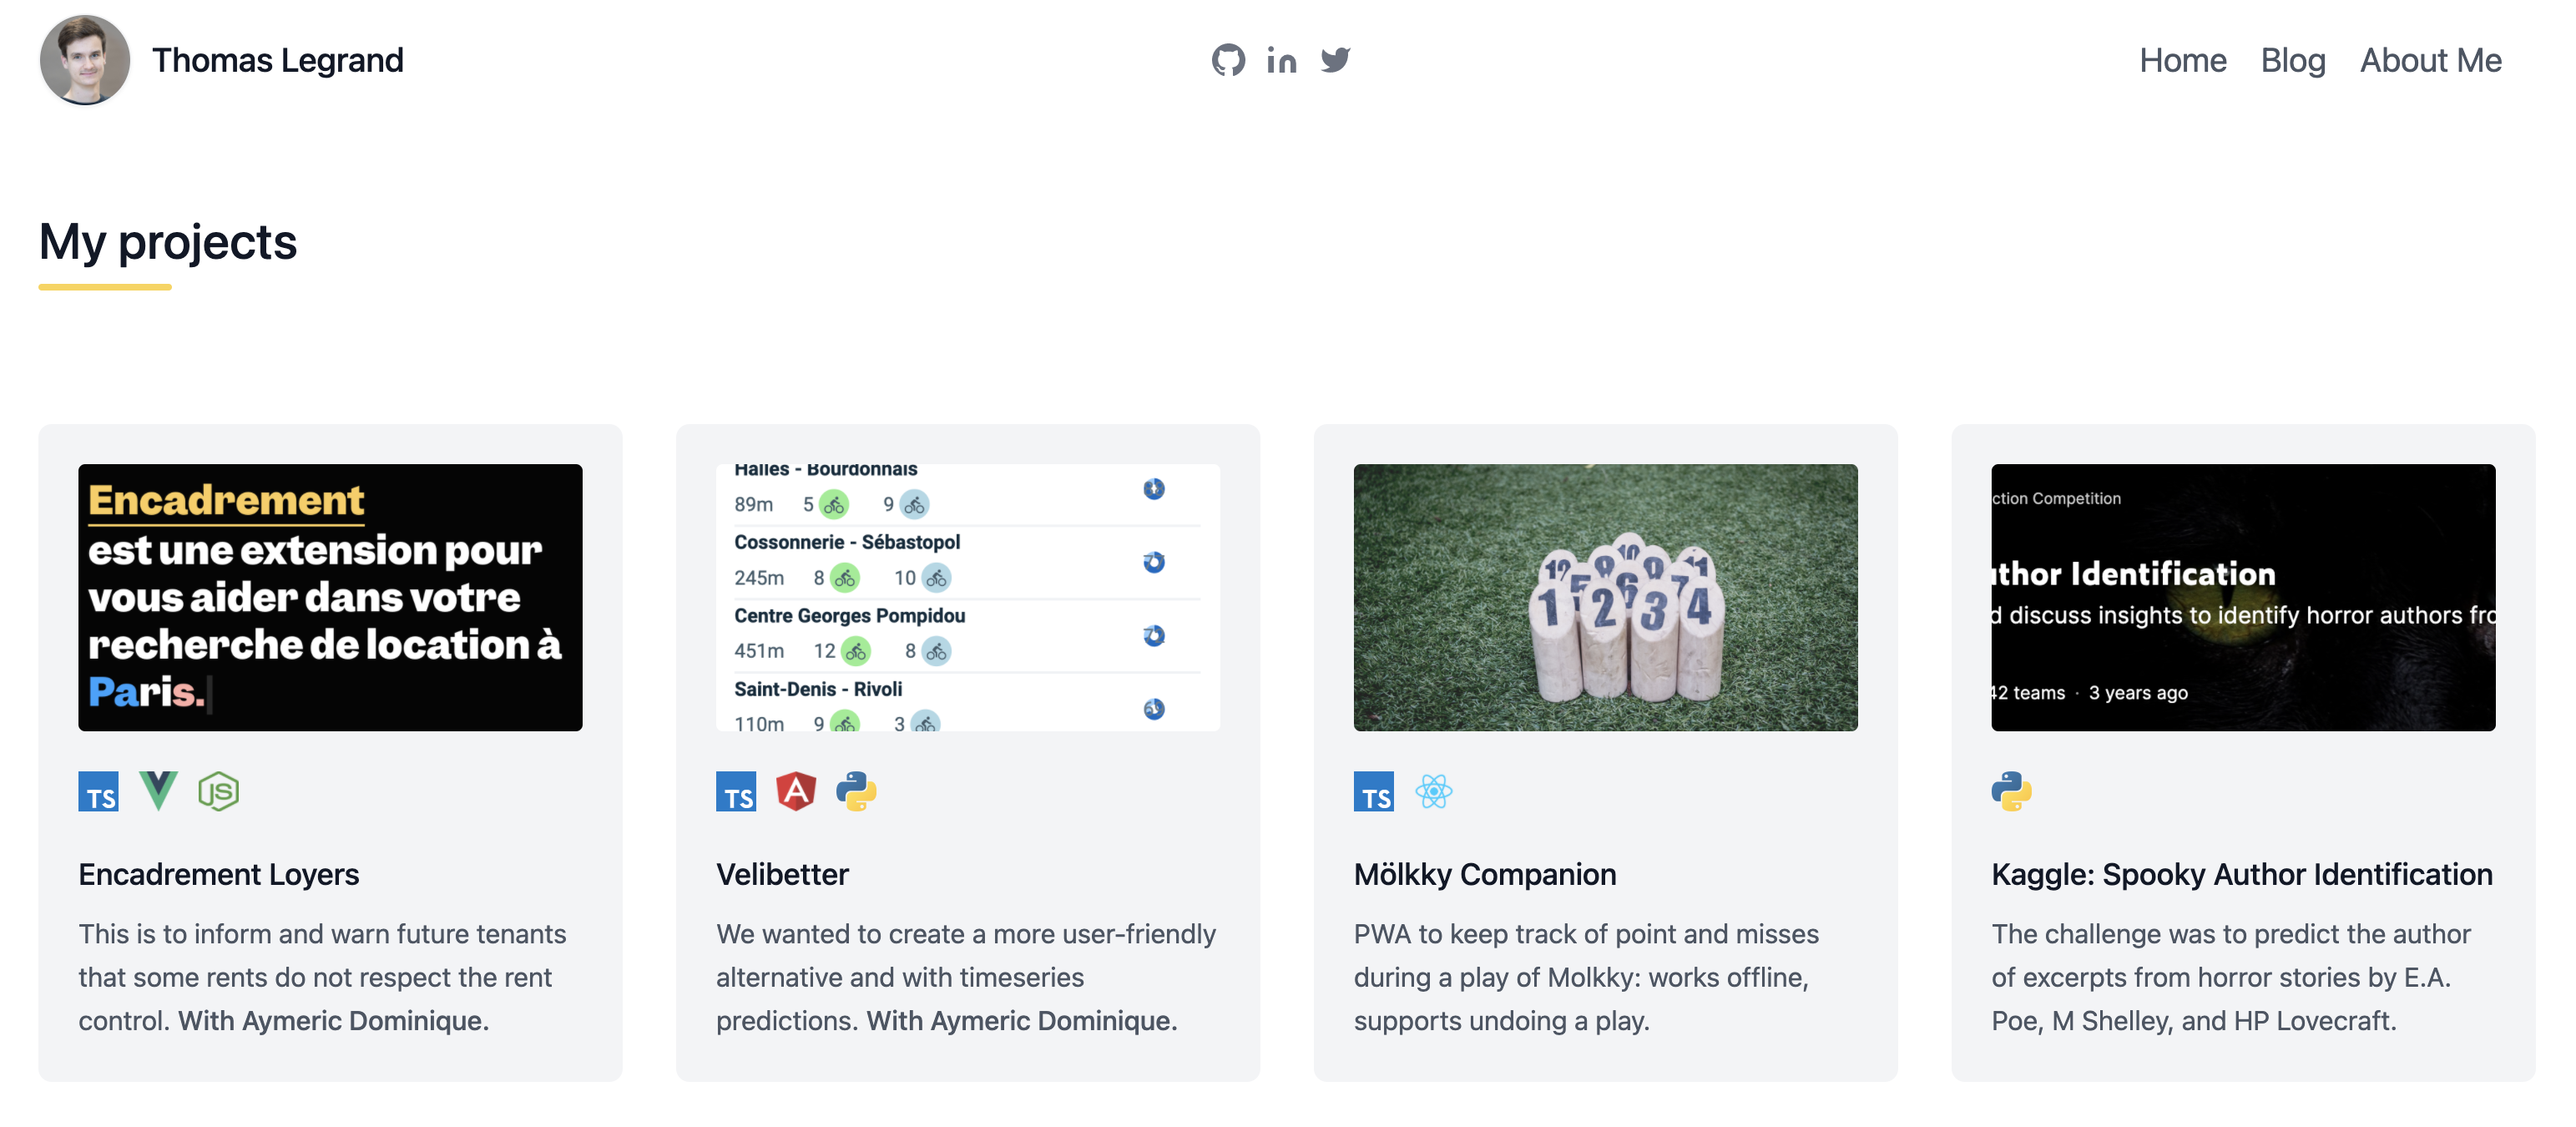 Thomas Legrand
Home Blog About Me
My projects
Encadrement
est une extension pour
vous aider dans votre
recherche de location à
Paris.
TS JS
Encadrement Loyers
This is to inform and warn future tenants
that some rents do not respect the rent
control. With Aymeric Dominique.
Halles - Bourdonnais
89m 5 9
Cossonnerie - Sébastopol
245m 8 10
Centre Georges Pompidou
451m 12 8
Saint-Denis - Rivoli
110m 9 3
TS A
Velibetter
We wanted to create a more user-friendly
alternative and with timeseries
predictions. With Aymeric Dominique.
10
12 8 9 11
5 6 7
1 2 3 4
TS
Mölkky Companion
PWA to keep track of point and misses
during a play of Molkky: works offline,
supports undoing a play.
ction Competition
thor Identification
d discuss insights to identify horror authors fro
42 teams · 3 years ago
Kaggle: Spooky Author Identification
The challenge was to predict the author
of excerpts from horror stories by E.A.
Poe, M Shelley, and HP Lovecraft.